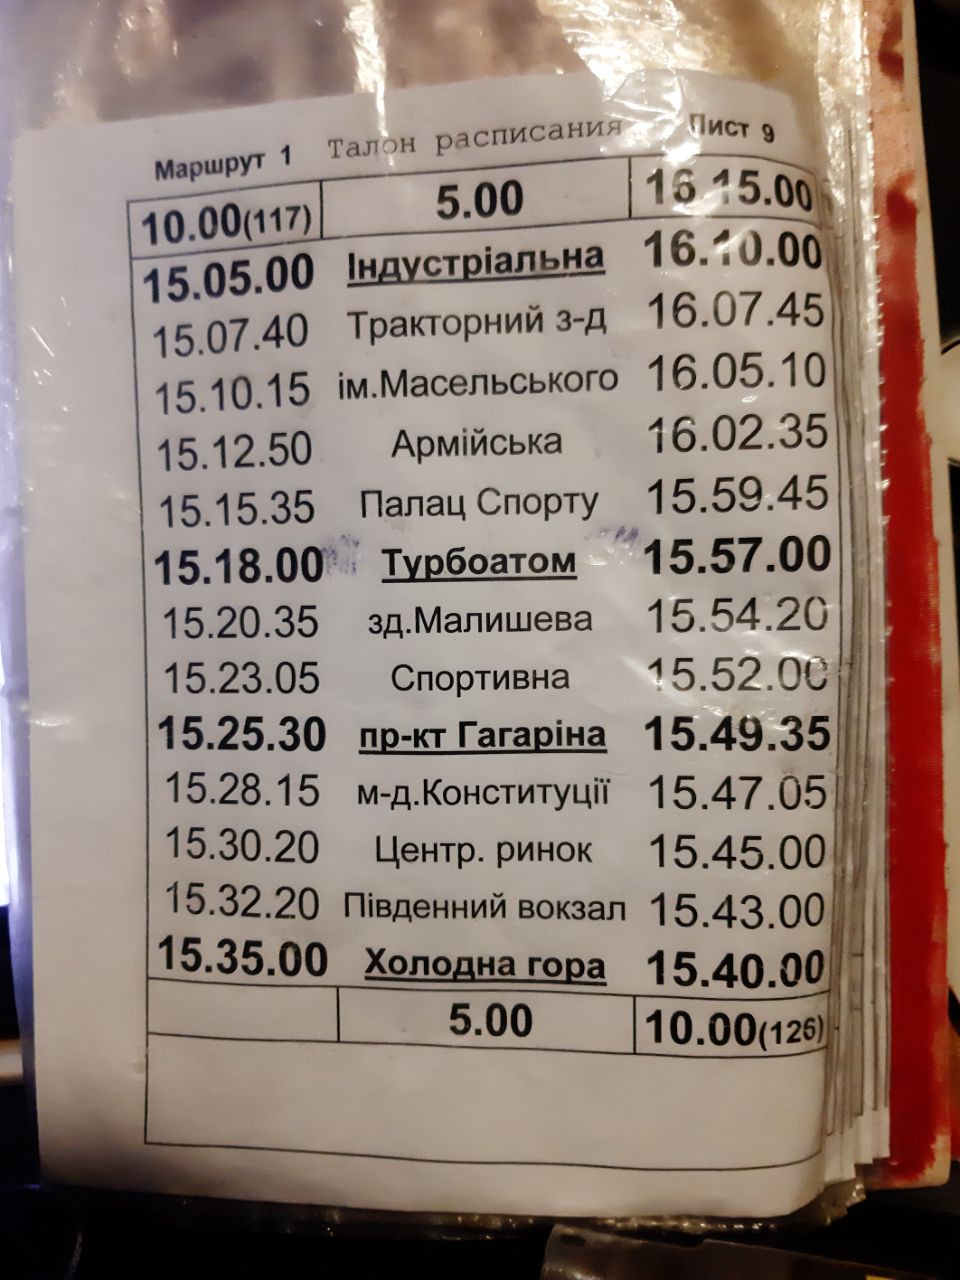 Маршрут 1 Талон расписания Лист 9
10.00(117) 5.00 16.15.00
15.05.00 Індустріальна 16.10.00
15.07.40 Тракторний з-д 16.07.45
15.10.15 ім.Масельського 16.05.10
15.12.50 Армійська 16.02.35
15.15.35 Палац Спорту 15.59.45
15.18.00 Турбоатом 15.57.00
15.20.35 зд.Малишева 15.54.20
15.23.05 Спортивна 15.52.00
15.25.30 пр-кт Гагаріна 15.49.35
15.28.15 м-д.Конституції 15.47.05
15.30.20 Центр. ринок 15.45.00
15.32.20 Південний вокзал 15.43.00
15.35.00 Холодна гора 15.40.00
5.00 10.00(126)